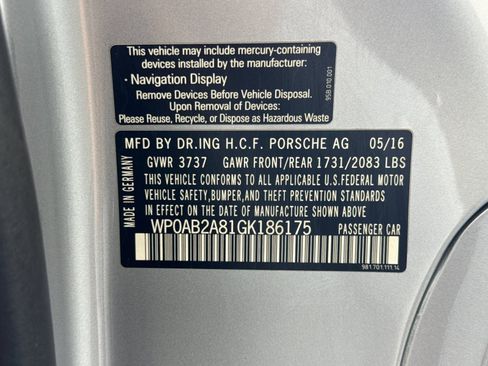 This vehicle may include mercury-containing
devices installed by the manufacturer:
· Navigation Display
Remove Devices Before Vehicle Disposal.
Upon Removal of Devices:
Please Reuse, Recycle, or Dispose as Hazardous Waste
95B.010.001
MFD BY DR.ING H.C.F. PORSCHE AG 05/16
GVWR 3737 GAWR FRONT/REAR 1731/2083 LBS
THIS VEHICLE CONFORMS TO ALL APPLICABLE U.S.FEDERAL MOTOR
VEHICLE SAFETY,BUMPER,AND THEFT PREVENTION STANDARDS
IN EFFECT ON THE DATE OF MANUFACTURE SHOWN ABOVE.
WP0AB2A81GK186175 PASSENGER CAR
MADE IN GERMANY
981.701.111.14